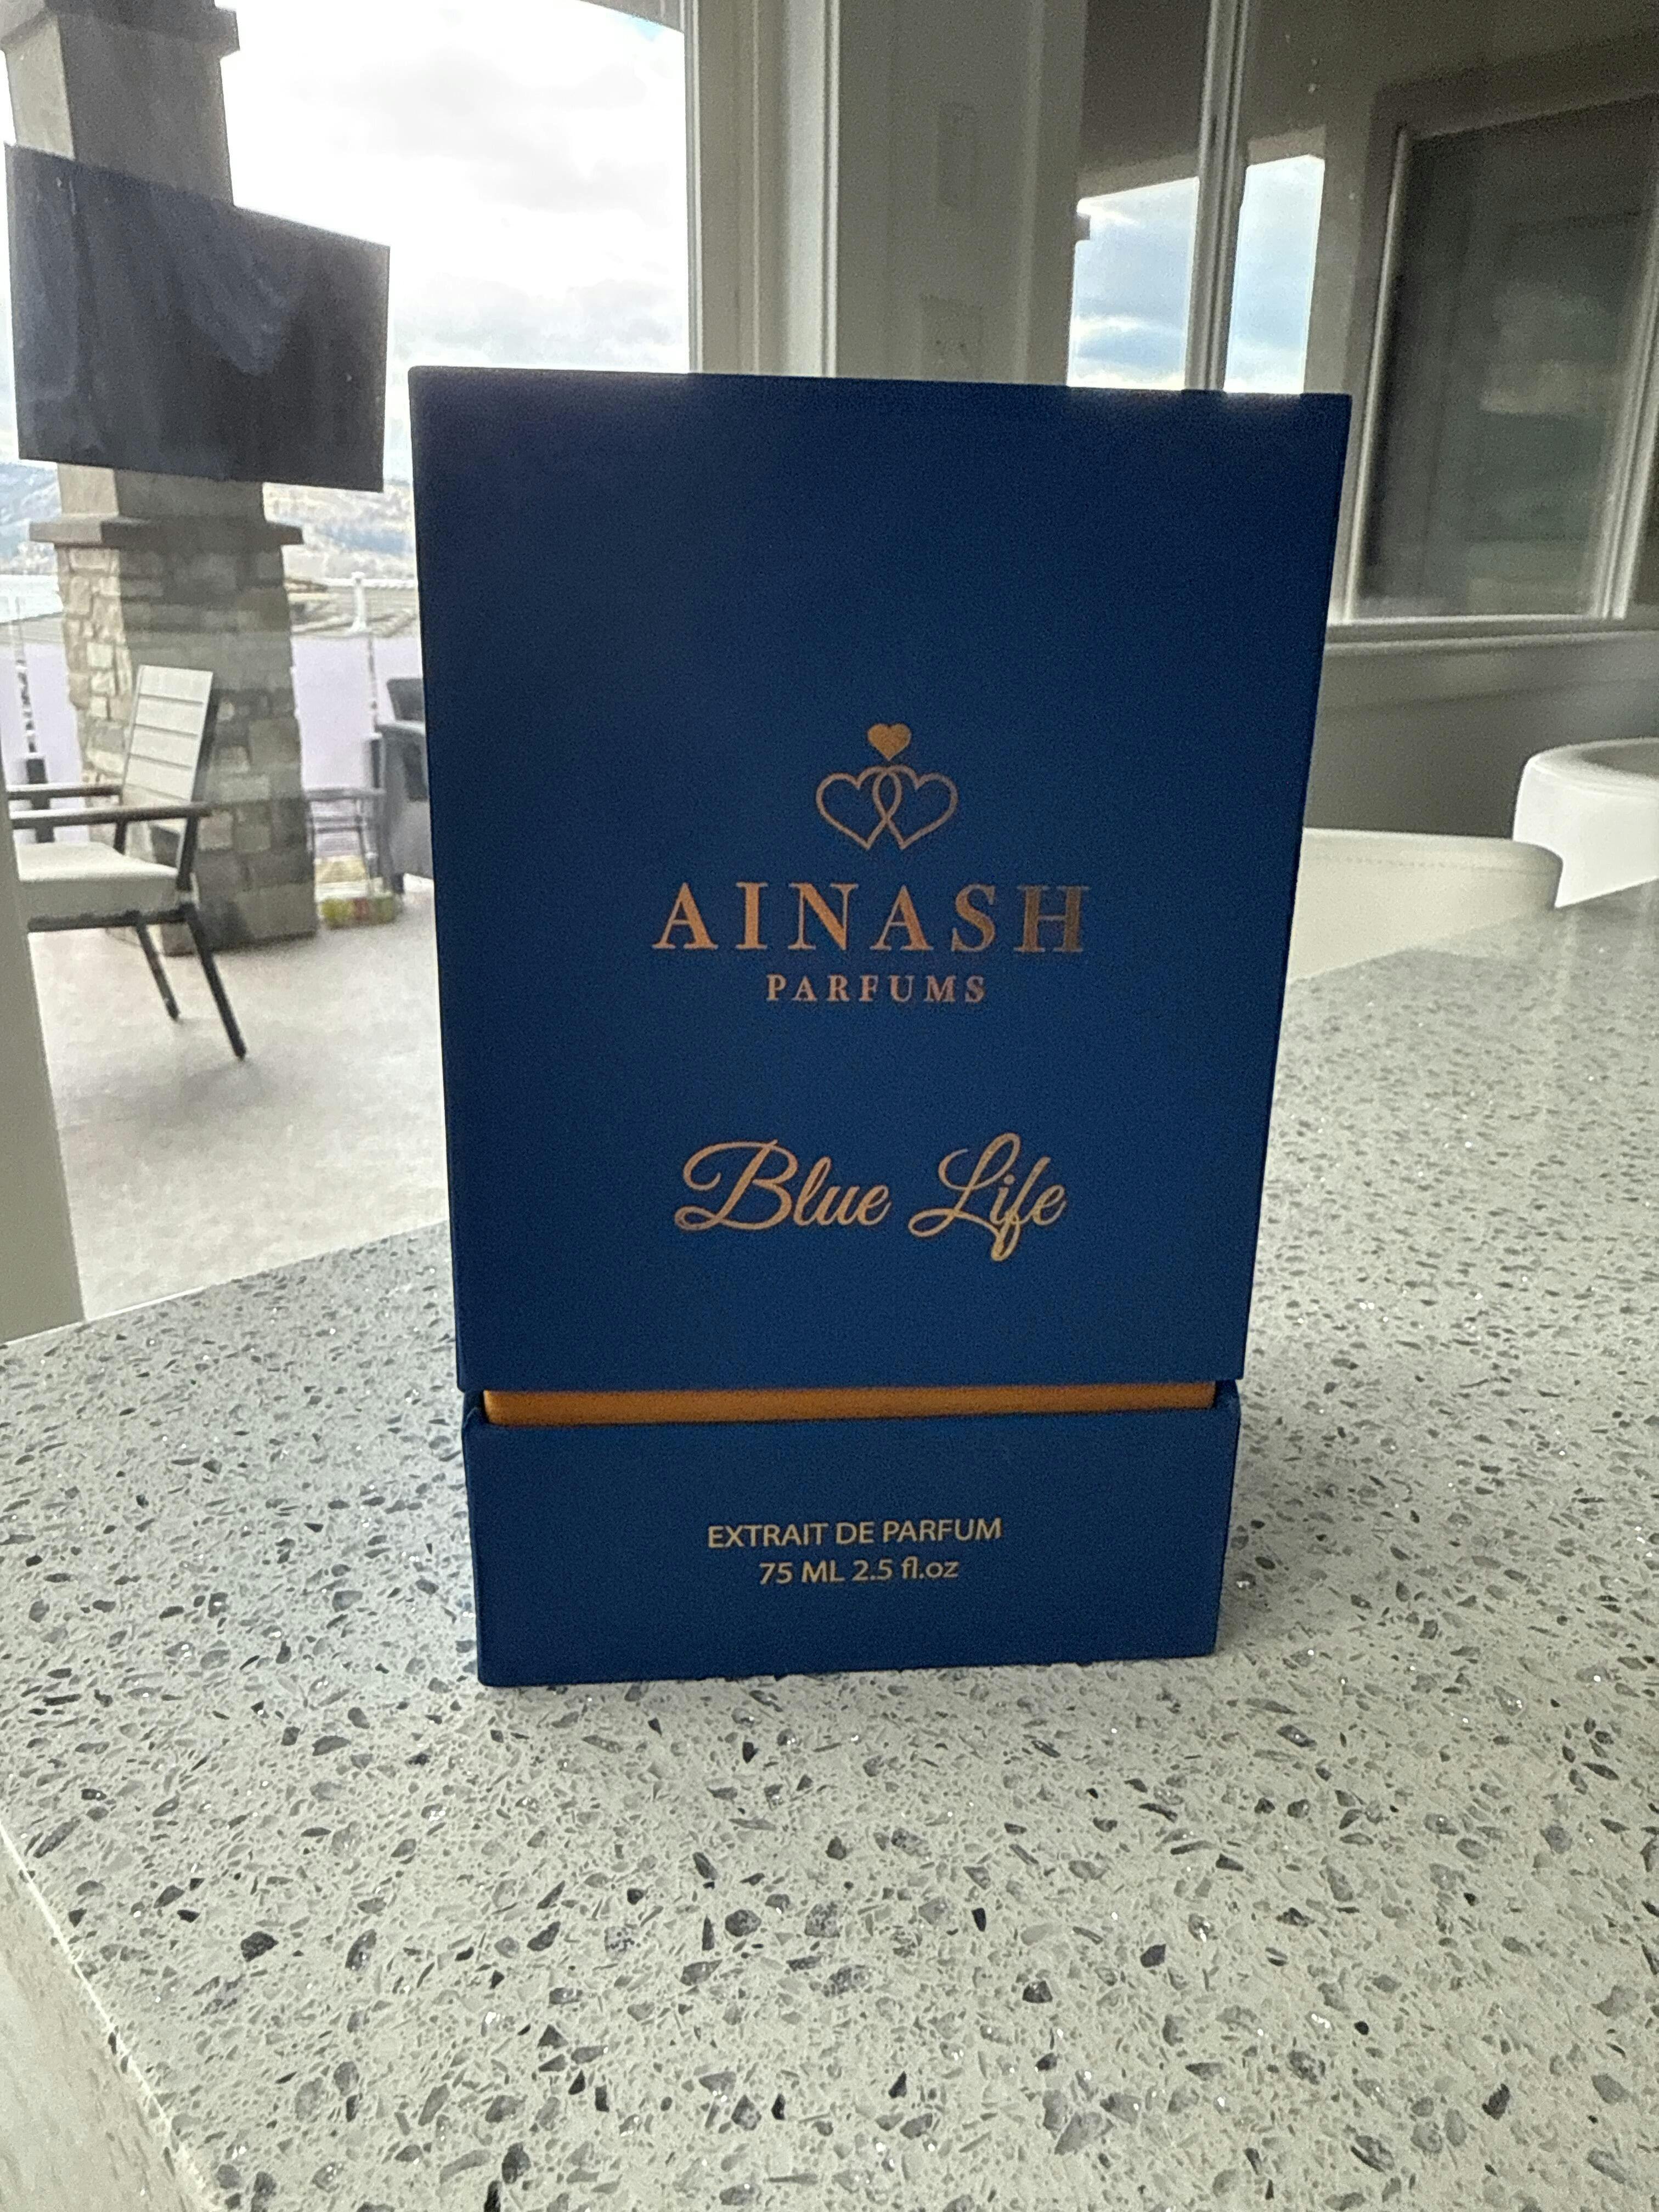 AINASH
PARFUMS
Blue Life
EXTRAIT DE PARFUM
75 ML 2.5 fl.oz